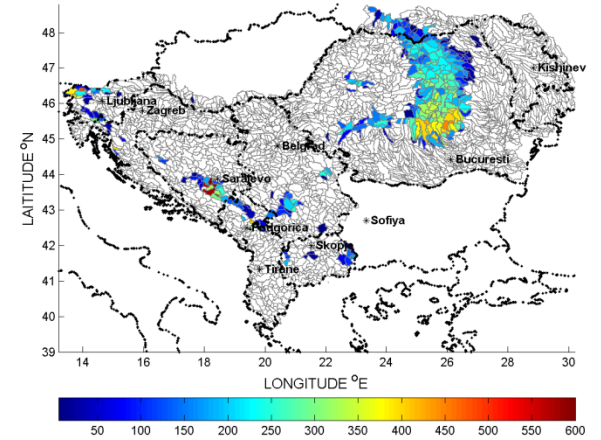 48
47
46
45
44
43
42
41
40
39
LAITITUDE °N
Kishinev
Ljubljana
Zagreb
Belgrad
Bucuresti
Sarajevo
Sofiya
Podgorica
Skopje
Tirane
14 16 18 20 22 24 26 28 30
LONGITUDE °E
50 100 150 200 250 300 350 400 450 500 550 600